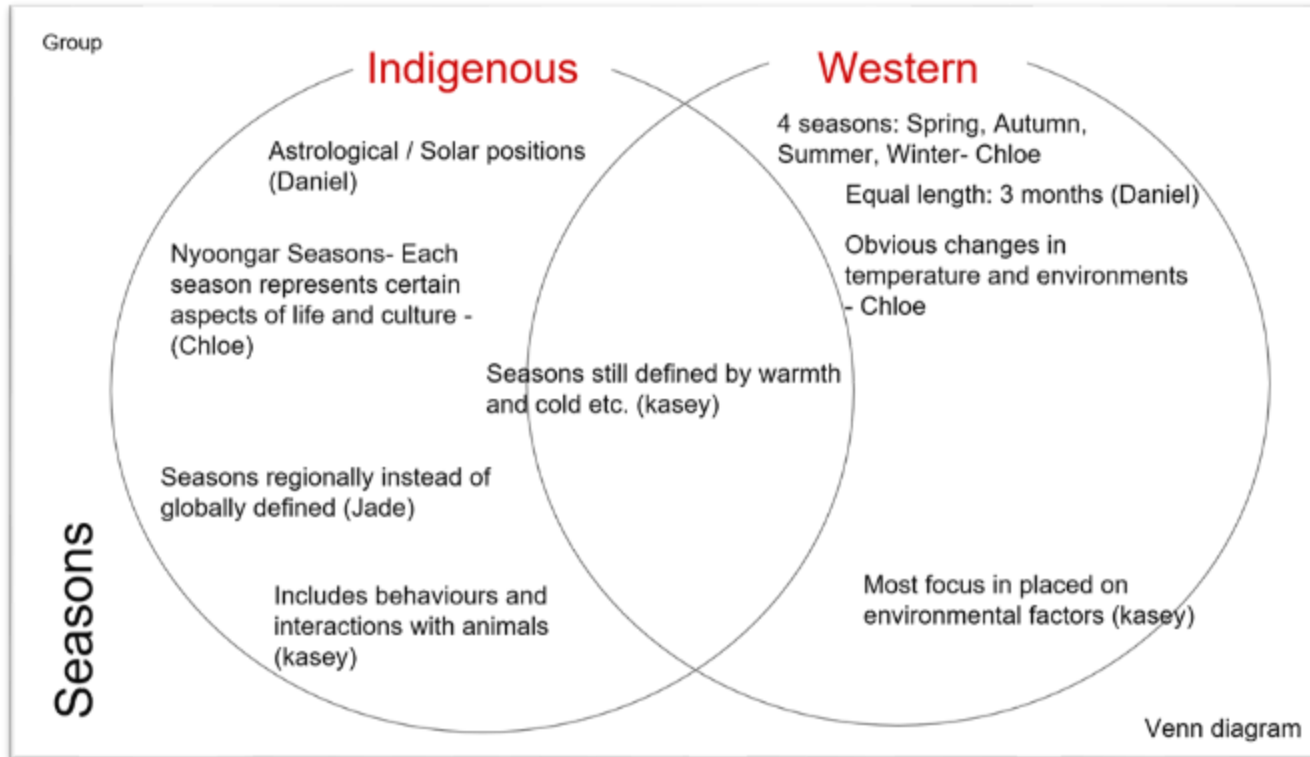 Group
Indigenous
Western
Astrological / Solar positions
(Daniel)
Nyoongar Seasons- Each
season represents certain
aspects of life and culture -
(Chloe)
Seasons regionally instead of
globally defined (Jade)
Includes behaviours and
interactions with animals
(kasey)
Seasons still defined by warmth
and cold etc. (kasey)
4 seasons: Spring, Autumn,
Summer, Winter- Chloe
Equal length: 3 months (Daniel)
Obvious changes in
temperature and environments
- Chloe
Most focus in placed on
environmental factors (kasey)
Seasons
Venn diagram